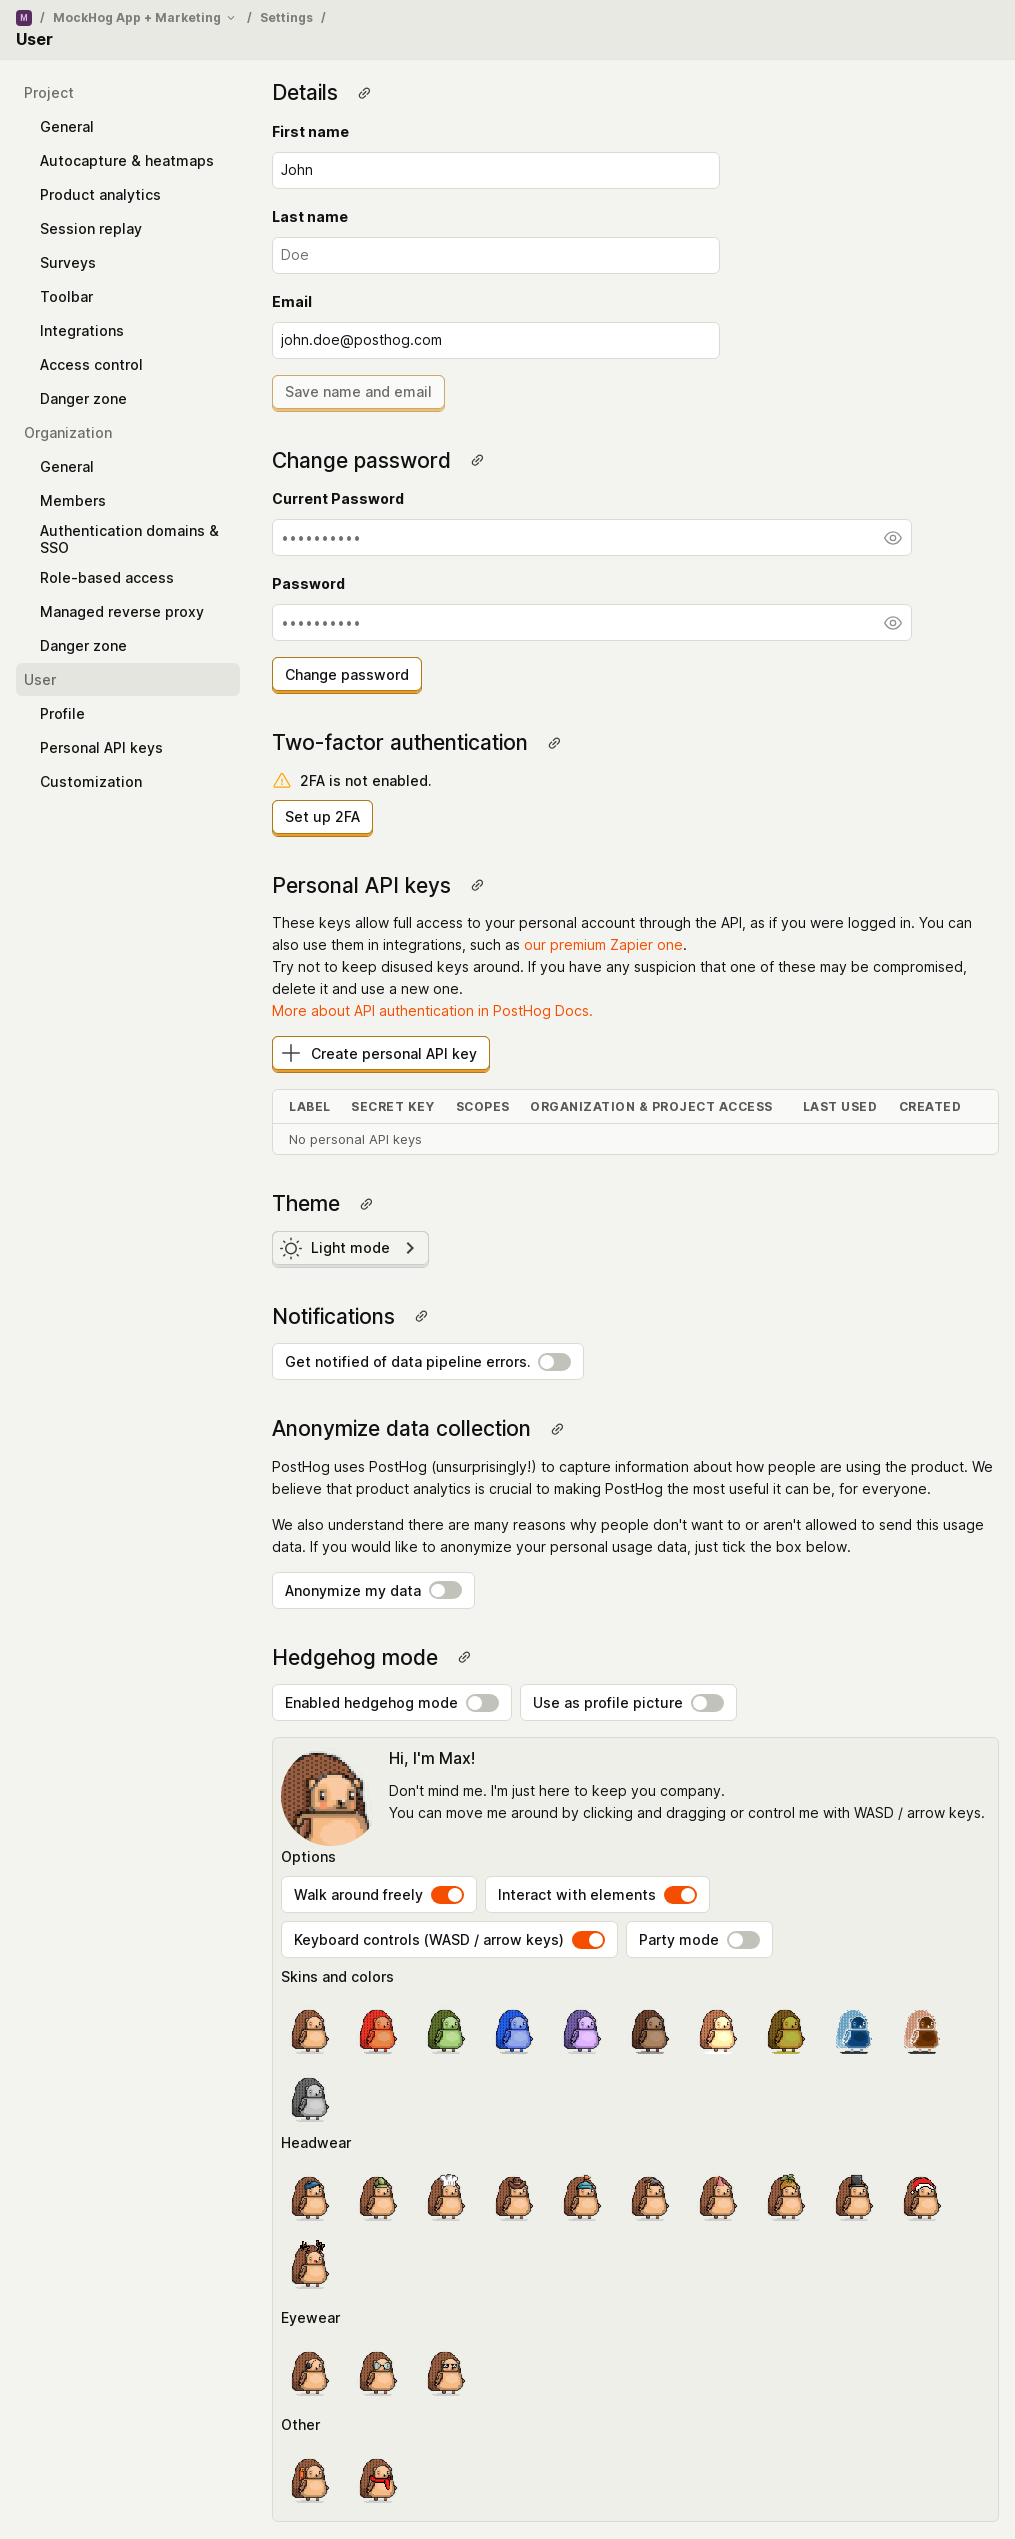 M / MockHog App + Marketing / Settings /
User
Project
General
Autocapture & heatmaps
Product analytics
Session replay
Surveys
Toolbar
Integrations
Access control
Danger zone
Organization
General
Members
Authentication domains &
SSO
Role-based access
Managed reverse proxy
Danger zone
User
Profile
Personal API keys
Customization
Details
First name
John
Last name
Doe
Email
john.doe@posthog.com
Save name and email
Change password
Current Password
••••••••••
Password
••••••••••
Change password
Two-factor authentication
2FA is not enabled.
Set up 2FA
Personal API keys
These keys allow full access to your personal account through the API, as if you were logged in. You can
also use them in integrations, such as our premium Zapier one.
Try not to keep disused keys around. If you have any suspicion that one of these may be compromised,
delete it and use a new one.
More about API authentication in PostHog Docs.
Create personal API key
LABEL SECRET KEY SCOPES ORGANIZATION & PROJECT ACCESS LAST USED CREATED
No personal API keys
Theme
Light mode
Notifications
Get notified of data pipeline errors.
Anonymize data collection
PostHog uses PostHog (unsurprisingly!) to capture information about how people are using the product. We
believe that product analytics is crucial to making PostHog the most useful it can be, for everyone.
We also understand there are many reasons why people don't want to or aren't allowed to send this usage
data. If you would like to anonymize your personal usage data, just tick the box below.
Anonymize my data
Hedgehog mode
Enabled hedgehog mode Use as profile picture
Hi, I'm Max!
Don't mind me. I'm just here to keep you company.
You can move me around by clicking and dragging or control me with WASD / arrow keys.
Options
Walk around freely Interact with elements
Keyboard controls (WASD / arrow keys) Party mode
Skins and colors
Headwear
Eyewear
Other